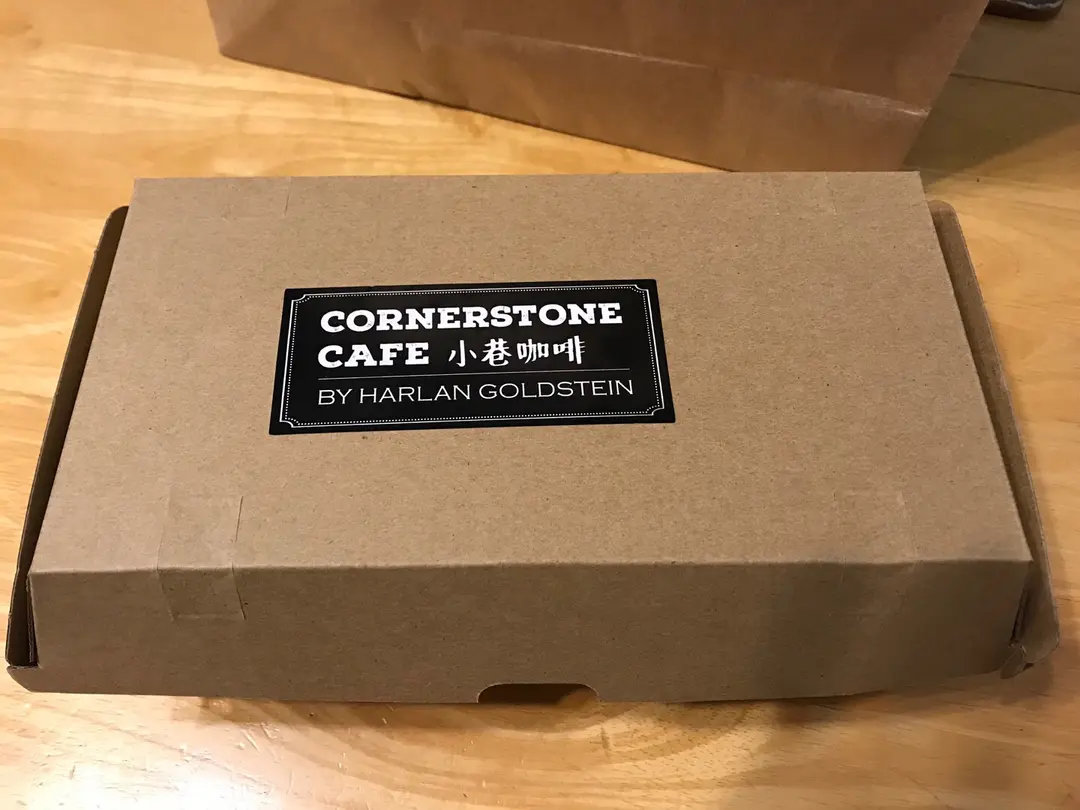 CORNERSTONE
CAFE 小巷咖啡
BY HARLAN GOLDSTEIN